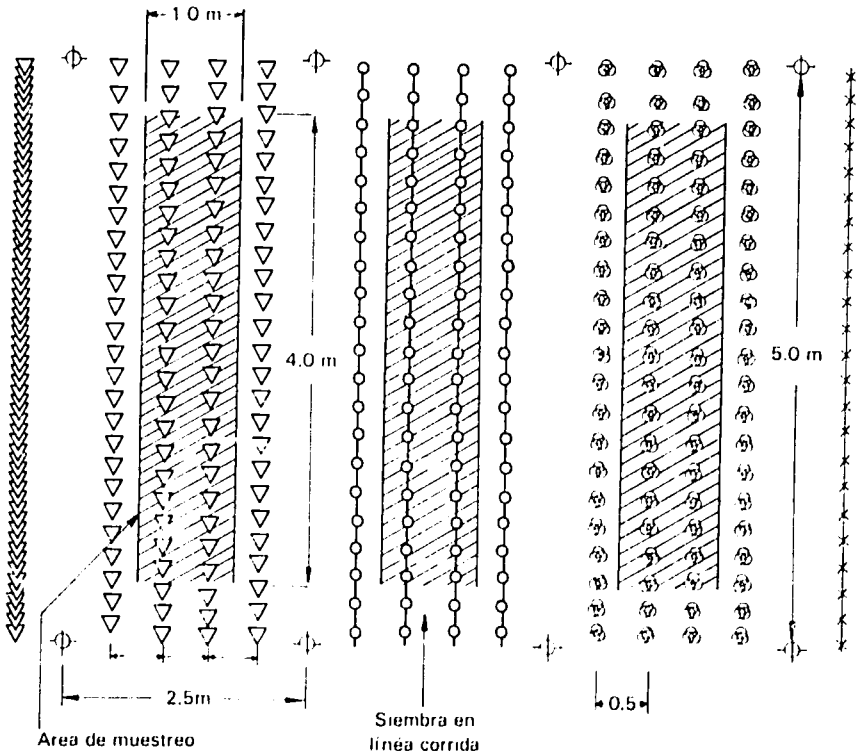 1.0 m
4.0 m
5.0 m
2.5m
0.5
Area de muestreo
Siembra en
línea corrida